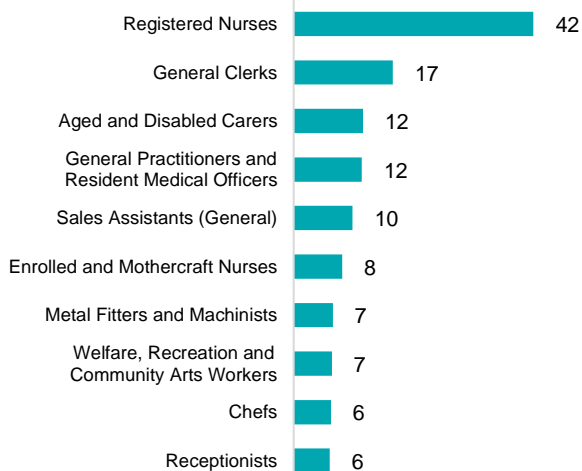 Registered Nurses 42
General Clerks 17
Aged and Disabled Carers 12
General Practitioners and
Resident Medical Officers 12
Sales Assistants (General) 10
Enrolled and Mothercraft Nurses 8
Metal Fitters and Machinists 7
Welfare, Recreation and
Community Arts Workers 7
Chefs 6
Receptionists 6